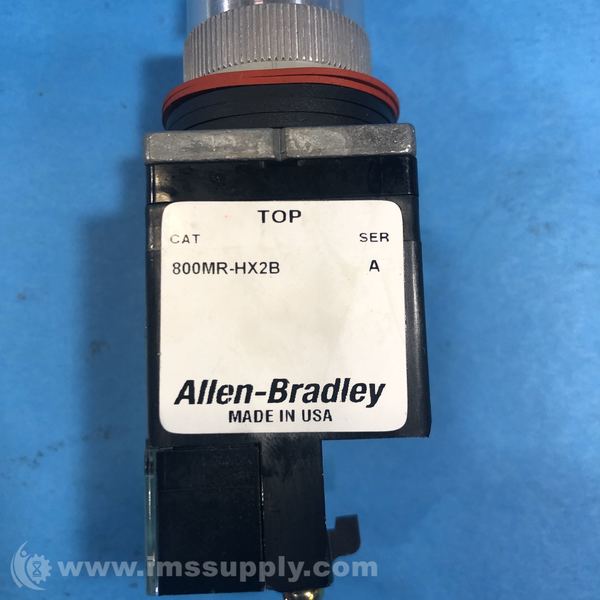 TOP
CAT SER
800MR-HX2B A
Allen-Bradley
MADE IN USA
www.imssupply.com